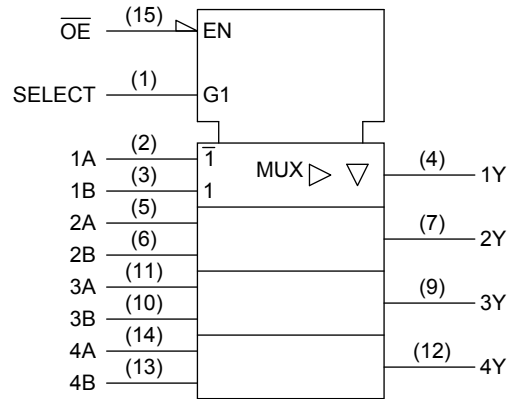 O̅E̅ (15) EN
SELECT (1) G1
1A (2) 1̅ MUX (4) 1Y
1B (3) 1
2A (5) (7) 2Y
2B (6)
3A (11) (9) 3Y
3B (10)
4A (14) (12) 4Y
4B (13)